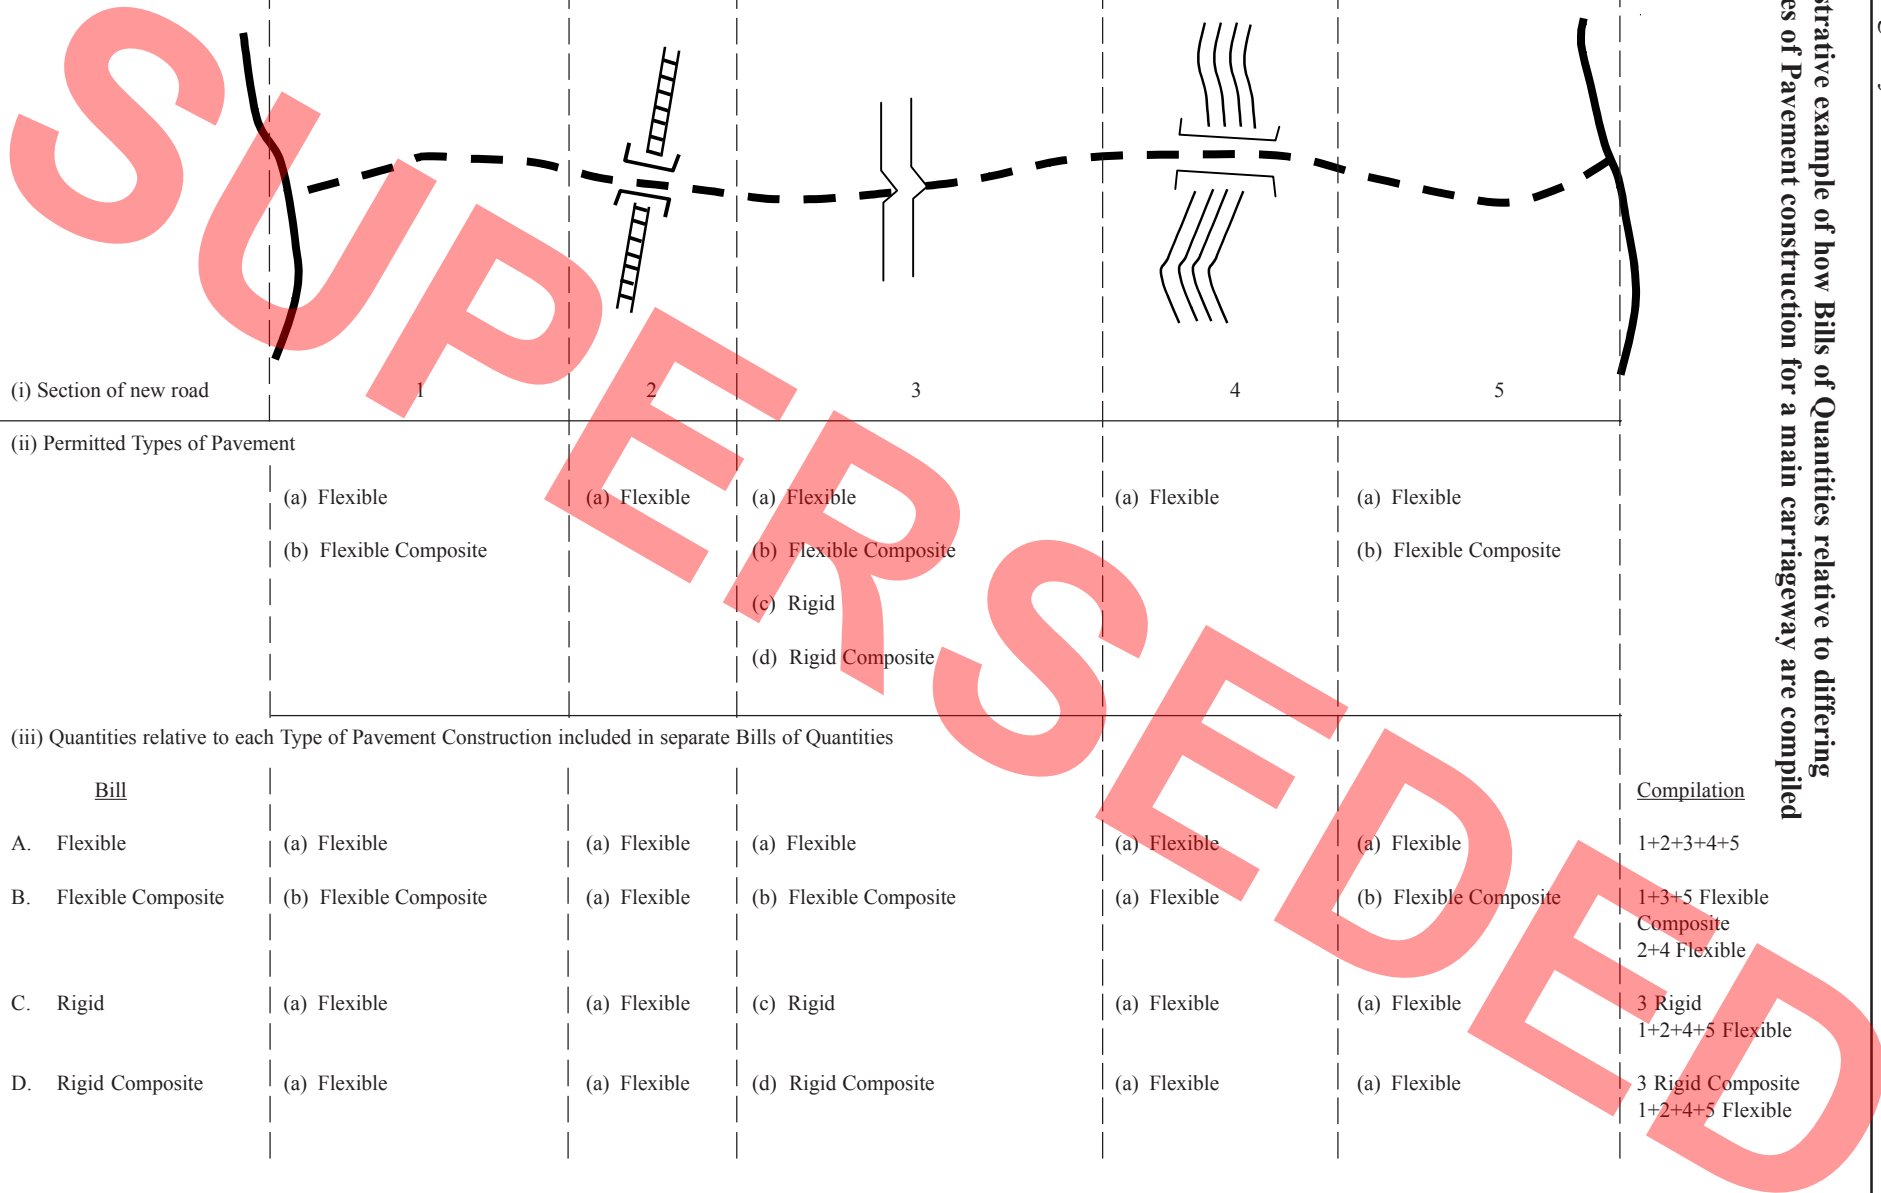 strative example of how Bills of Quantities relative to differing
es of Pavement construction for a main carriageway are compiled
(i) Section of new road 1 2 3 4 5
(ii) Permitted Types of Pavement
(a) Flexible (a) Flexible (a) Flexible (a) Flexible (a) Flexible
(b) Flexible Composite (b) Flexible Composite (b) Flexible Composite
(c) Rigid
(d) Rigid Composite
(iii) Quantities relative to each Type of Pavement Construction included in separate Bills of Quantities
Bill Compilation
A. Flexible (a) Flexible (a) Flexible (a) Flexible (a) Flexible (a) Flexible 1+2+3+4+5
B. Flexible Composite (b) Flexible Composite (a) Flexible (b) Flexible Composite (a) Flexible (b) Flexible Composite 1+3+5 Flexible
Composite
2+4 Flexible
C. Rigid (a) Flexible (a) Flexible (c) Rigid (a) Flexible (a) Flexible 3 Rigid
1+2+4+5 Flexible
D. Rigid Composite (a) Flexible (a) Flexible (d) Rigid Composite (a) Flexible (a) Flexible 3 Rigid Composite
1+2+4+5 Flexible
SUPERSEDED